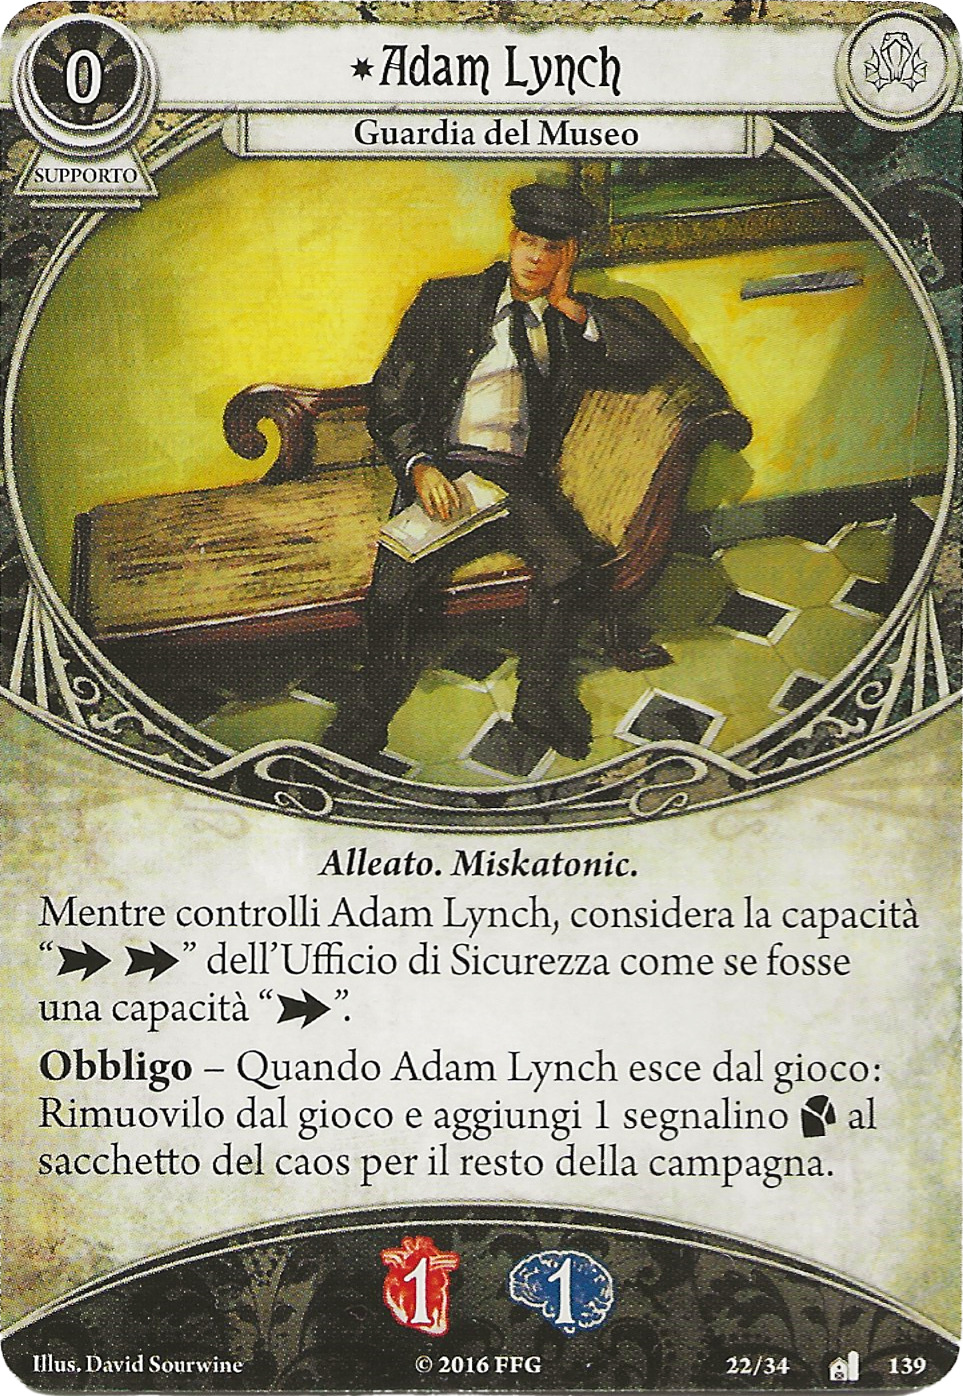 0
Adam Lynch
Guardia del Museo
SUPPORTO
Alleato. Miskatonic.
Mentre controlli Adam Lynch, considera la capacità
“ ” dell’Ufficio di Sicurezza come se fosse
una capacità “ ”.
Obbligo – Quando Adam Lynch esce dal gioco:
Rimuovilo dal gioco e aggiungi 1 segnalino al
sacchetto del caos per il resto della campagna.
1 1
Illus. David Sourwine © 2016 FFG 22/34 139